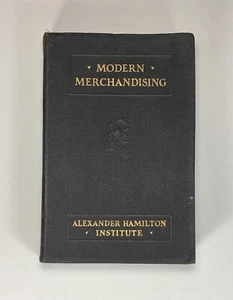 MODERN
MERCHANDISING
ALEXANDER HAMILTON
INSTITUTE